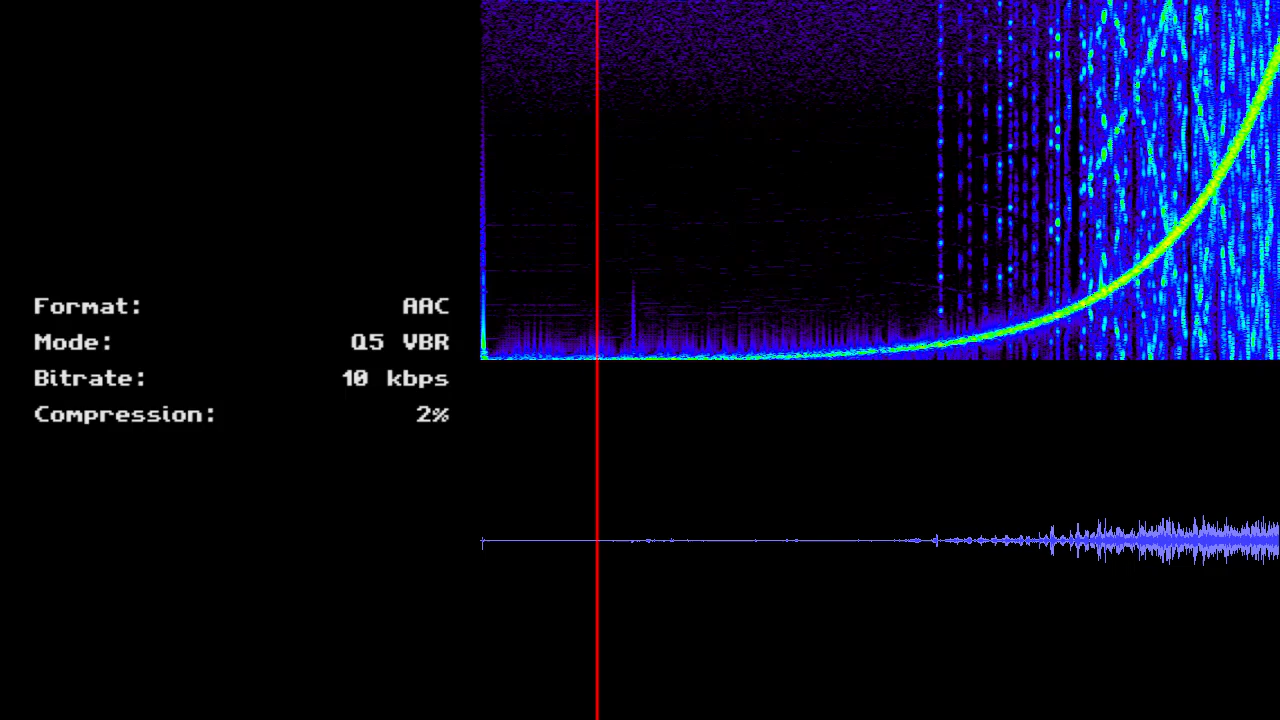 Format: AAC
Mode: Q5 VBR
Bitrate: 10 kbps
Compression: 2%